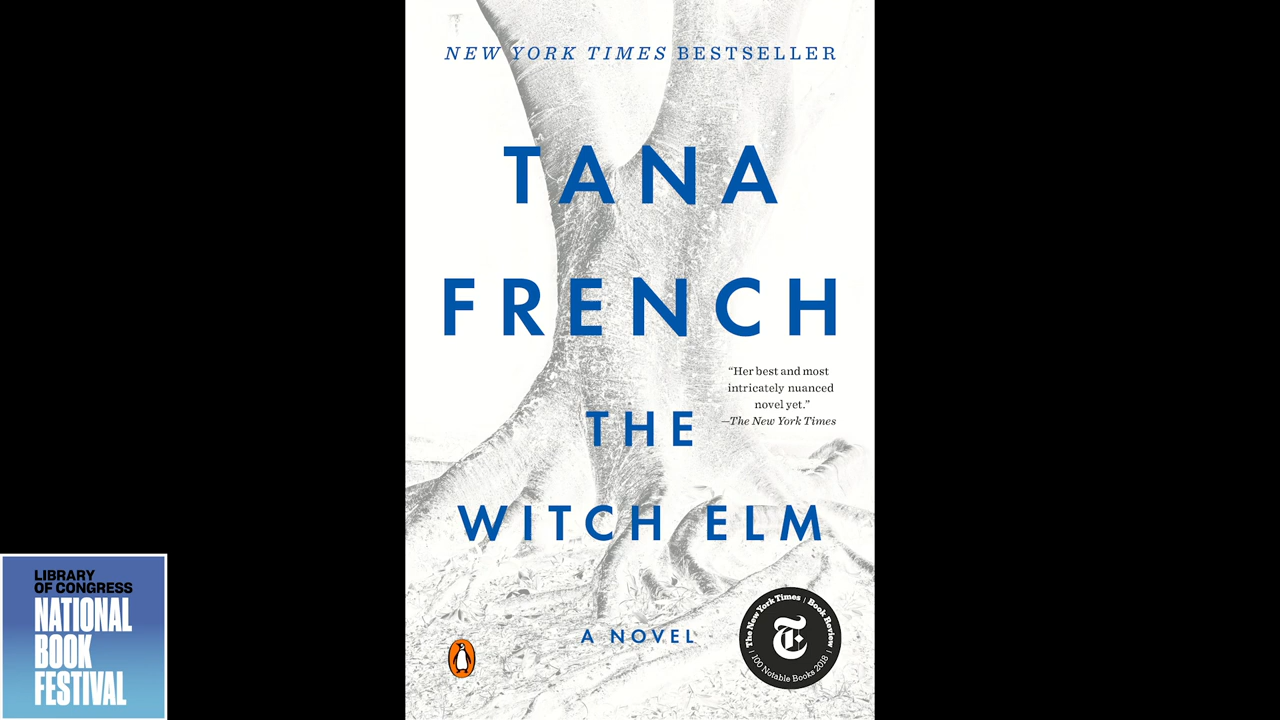 NEW YORK TIMES BESTSELLER
TANA
FRENCH
"Her best and most
intricately nuanced
novel yet."
—The New York Times
THE
WITCH ELM
A NOVEL
The New York Times | Book Review
100 Notable Books 2018
T
LIBRARY
OF CONGRESS
NATIONAL
BOOK
FESTIVAL